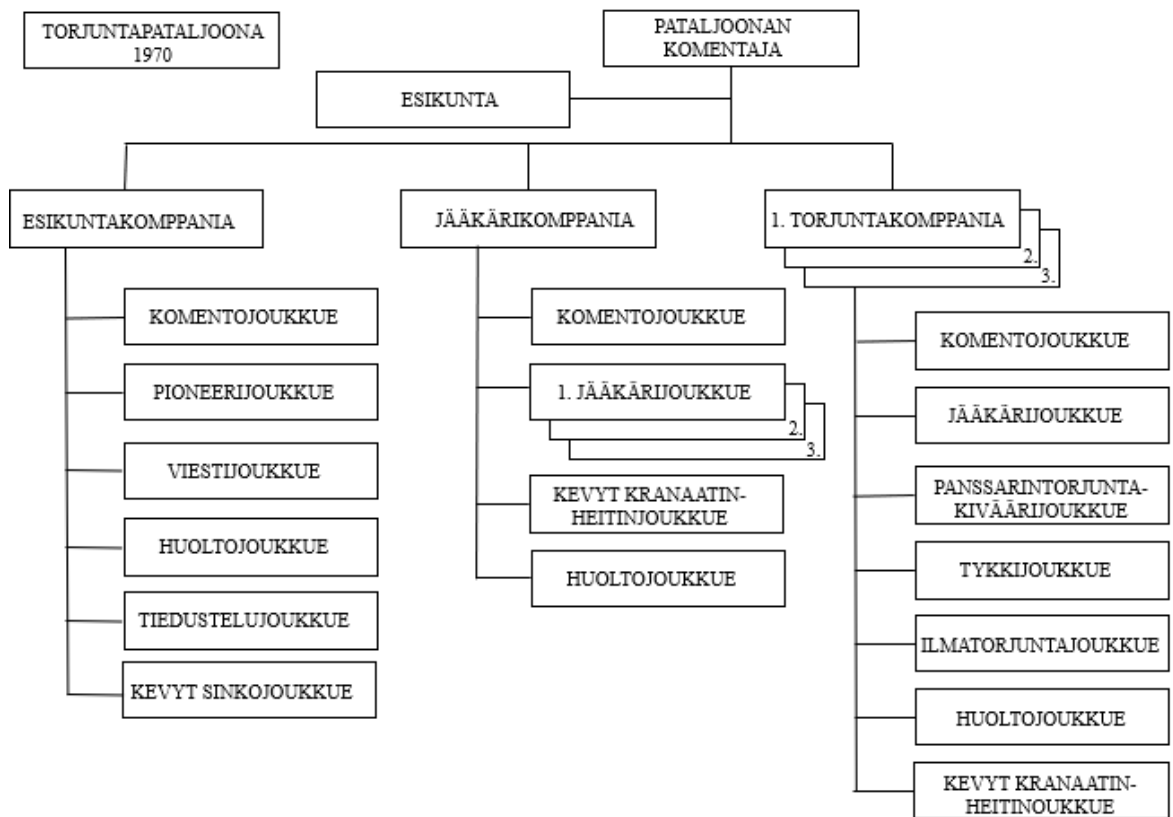 TORJUNTAPATALJOONA
1970
PATALJOONAN
KOMENTAJA
ESIKUNTA
ESIKUNTAKOMPPANIA
KOMENTOJOUKKUE
PIONEERIJOUKKUE
VIESTIJOUKKUE
HUOLTOJOUKKUE
TIEDUSTELUJOUKKUE
KEVYT SINKOJOUKKUE
JÄÄKÄRIKOMPPANIA
KOMENTOJOUKKUE
1. JÄÄKÄRIJOUKKUE
2.
3.
KEVYT KRANAATIN-
HEITINJOUKKUE
HUOLTOJOUKKUE
1. TORJUNTAKOMPPANIA
2.
3.
KOMENTOJOUKKUE
JÄÄKÄRIJOUKKUE
PANSSARINTORJUNTA-
KIVÄÄRIJOUKKUE
TYKKIJOUKKUE
ILMATORJUNTAJOUKKUE
HUOLTOJOUKKUE
KEVYT KRANAATIN-
HEITINOUKKUE